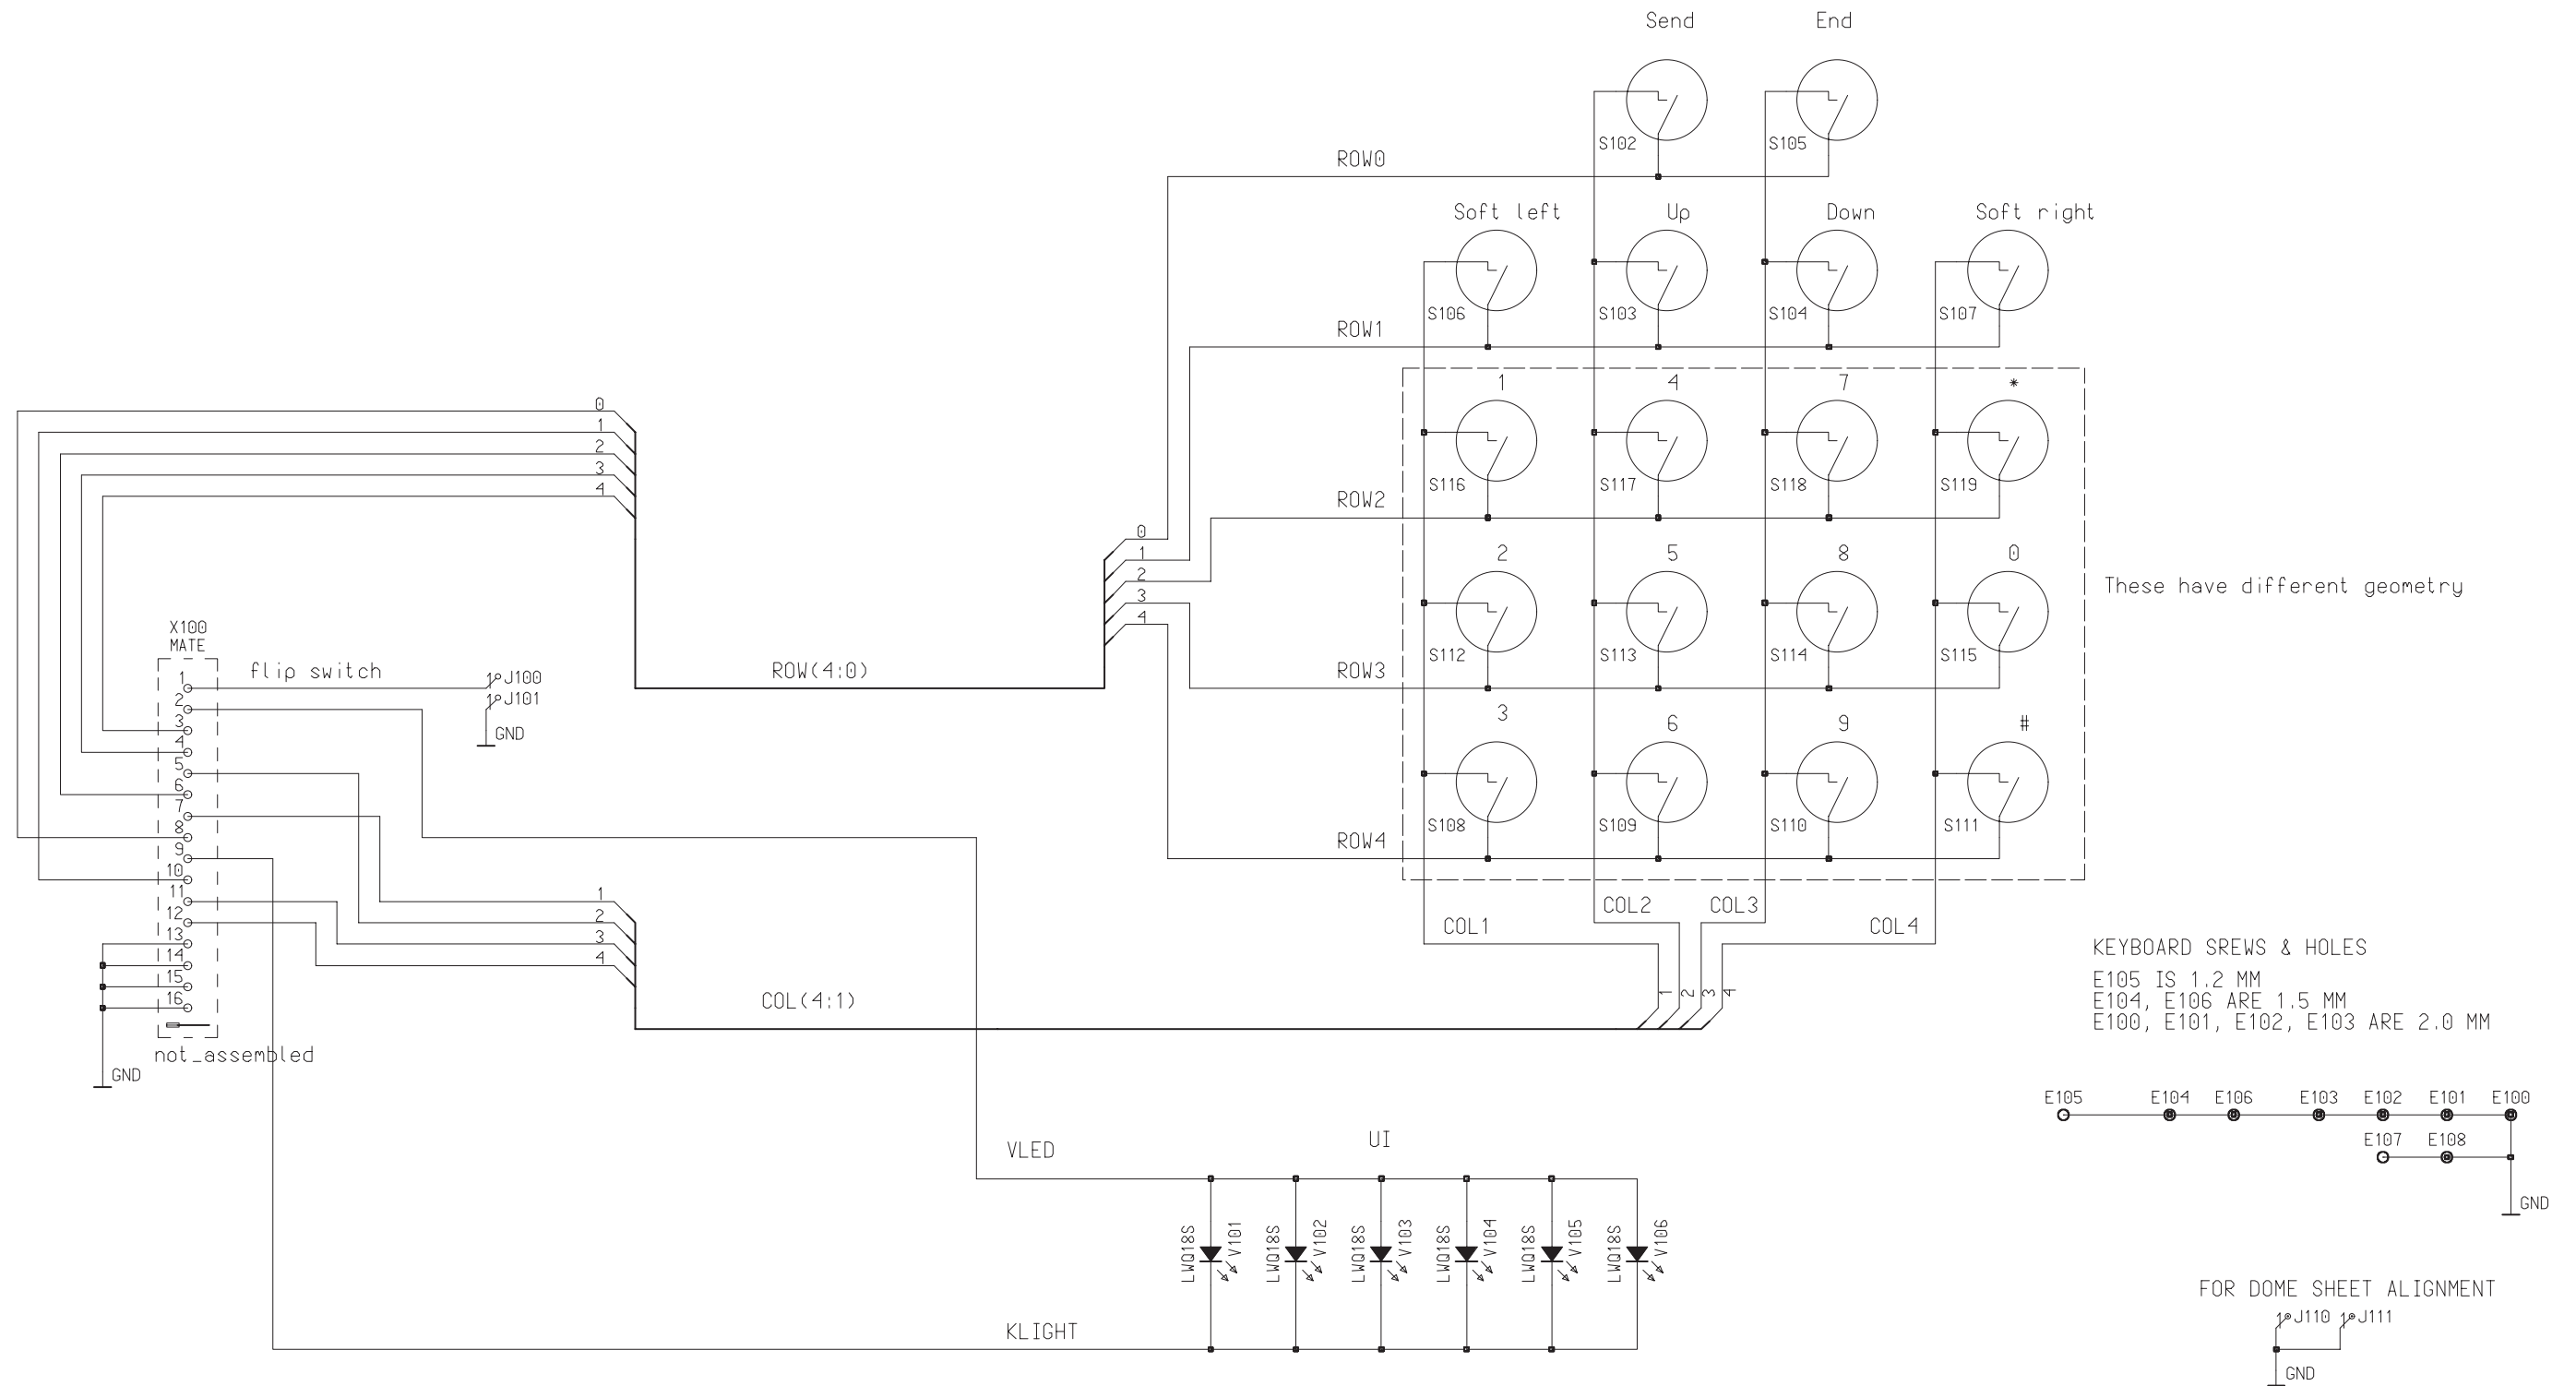 Send End
S102 S105
ROW0
Soft left Up Down Soft right
S106 S103 S104 S107
ROW1
1 4 7 *
0
1
2
3
4
S116 S117 S118 S119
ROW2
0
1
2
3
4
2 5 8 0
These have different geometry
S112 S113 S114 S115
ROW3
X100
MATE
flip switch
ROW(4:0)
J100
J101
GND
1
2
3
4
5
6
7
8
9
10
11
12
13
14
15
16
not_assembled
GND
3 6 9 #
S108 S109 S110 S111
ROW4
1
2
3
4
COL(4:1)
COL1 COL2 COL3 COL4
1 2 3 4
KEYBOARD SREWS & HOLES
E105 IS 1.2 MM
E104, E106 ARE 1.5 MM
E100, E101, E102, E103 ARE 2.0 MM
E105 E104 E106 E103 E102 E101 E100
E107 E108
GND
VLED
UI
LWQ18S V101 LWQ18S V102 LWQ18S V103 LWQ18S V104 LWQ18S V105 LWQ18S V106
KLIGHT
FOR DOME SHEET ALIGNMENT
J110 J111
GND